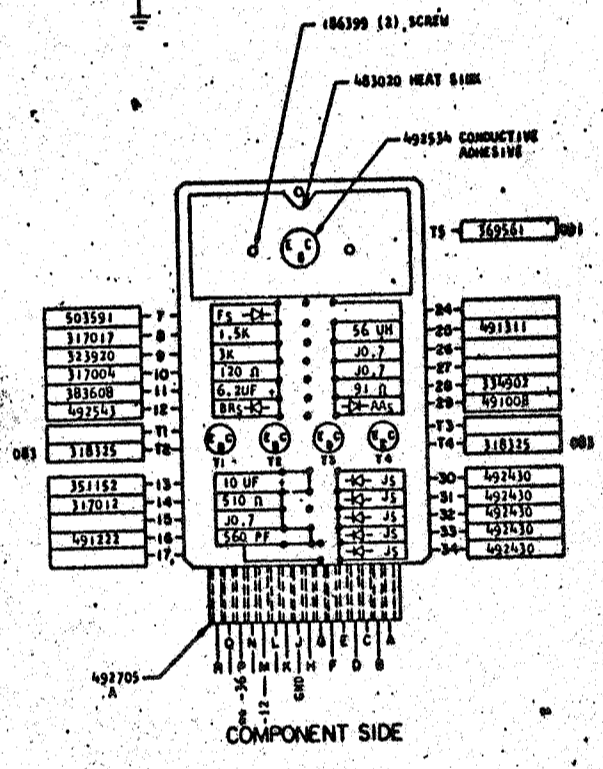 186399 (2) SCREW
483020 HEAT SINK
492534 CONDUCTIVE
ADHESIVE
E C
B
T5 369561 081
503591 7
317017 8
323920 9
317004 10
383608 11
492543 12
T1
083 318325 T2
351152 13
317012 14
15
491222 16
17
FS
1.5K
3K
120 Ω
6.2UF +
BRS
56 UH
J0.7
J0.7
91 Ω
AAS
24
26 491311
26
27
28 334902
29 491008
T3
T4 318325 083
30 492430
31 492430
32 492430
33 492430
34 492430
E C
B
E C
B
E C
B
E C
B
T1 T2 T3 T4
10 UF
510 Ω
J0.7
560 PF
JS
JS
JS
JS
JS
R Q P N M L K J H F E D C B A
-36
-12
GND
492705
A
COMPONENT SIDE